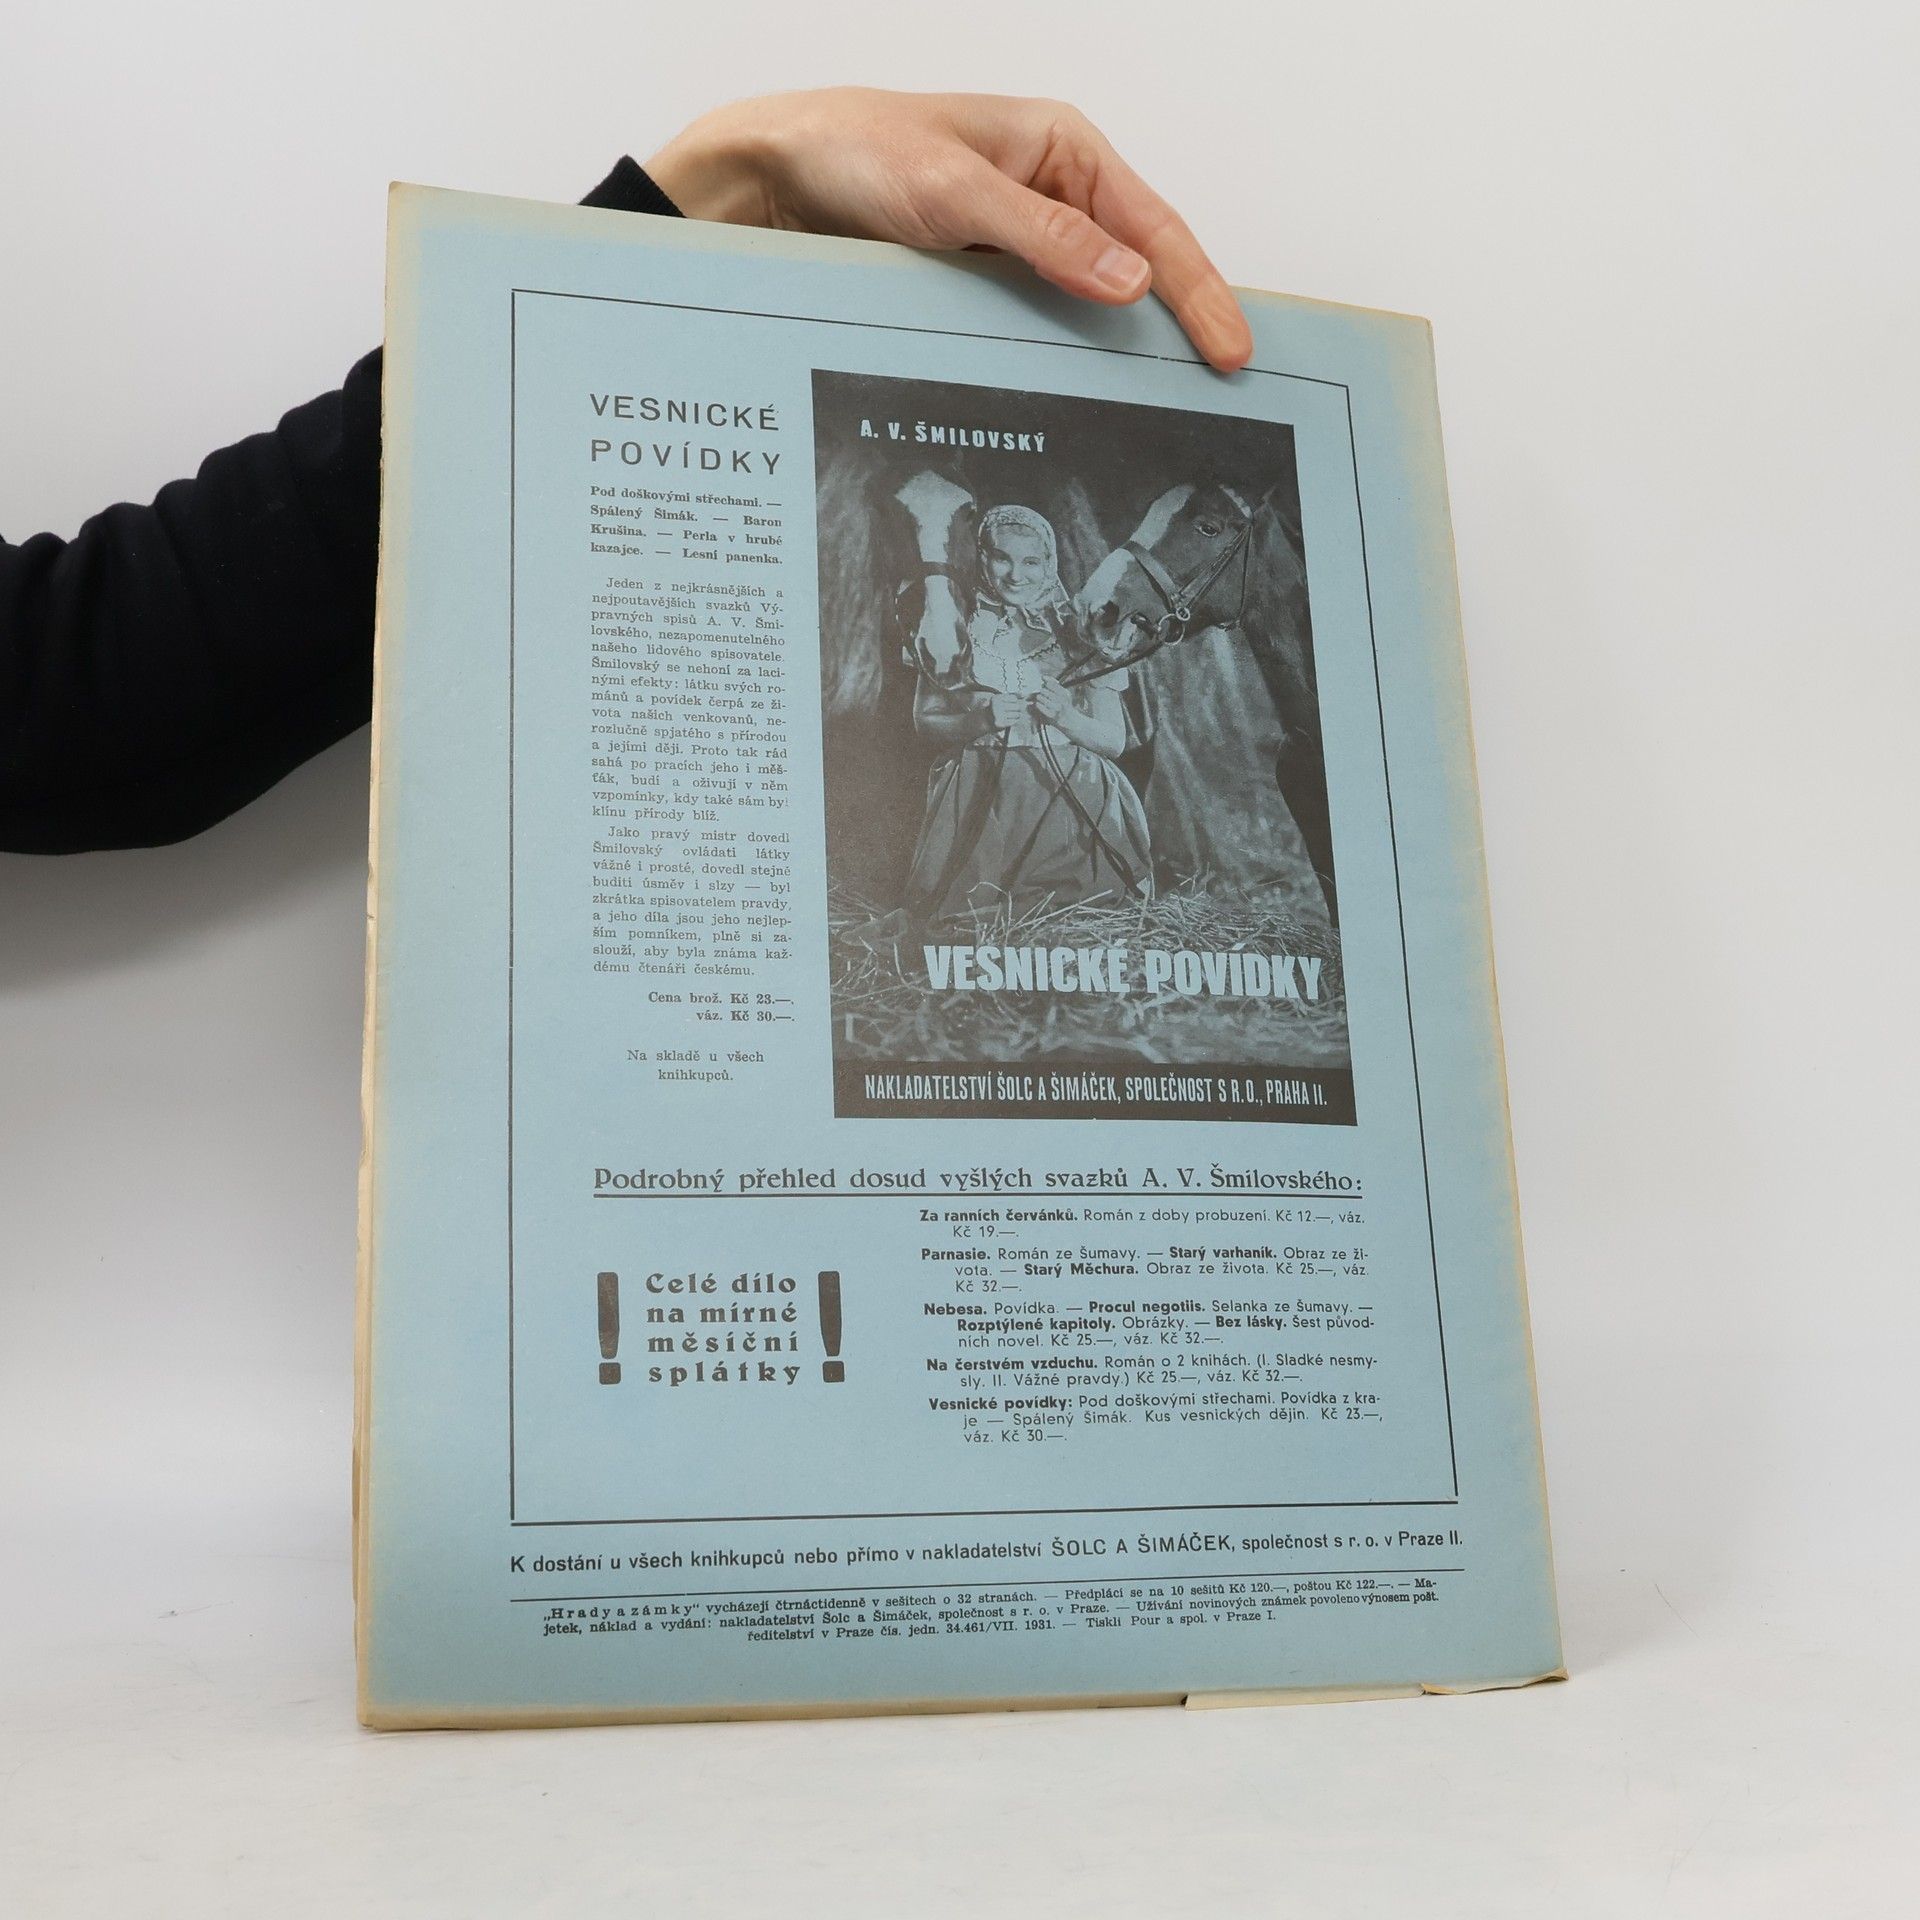 VESNICKÉ
POVÍDKY
Pod doškovými střechami. —
Spálený Šimák. — Baron
Krušina. — Perla v hrubé
kazajce. — Lesní panenka.
Jeden z nejkrásnějších a
nejpoutavějších svazků Vý-
pravných spisů A. V. Šmi-
lovského, nezapomenutelného
našeho lidového spisovatele.
Šmilovský se nehoní za laci-
nými efekty: látku svých ro-
mánů a povídek čerpá ze ži-
vota našich venkovanů, ne-
rozlučně spjatého s přírodou
a jejími ději. Proto tak rád
sahá po pracích jeho i měš-
ťák, budí a oživují v něm
vzpomínky, kdy také sám byl
klínu přírody blíž.
Jako pravý mistr dovedl
Šmilovský ovládati látky
vážné i prosté, dovedl stejně
buditi úsměv i slzy — byl
zkrátka spisovatelem pravdy,
a jeho díla jsou jeho nejlep-
ším pomníkem, plně si za-
slouží, aby byla známa kaž-
dému čtenáři českému.
Cena brož. Kč 23.—.
váz. Kč 30.—.
Na skladě u všech
knihkupců.
A. V. ŠMILOVSKÝ
VESNICKÉ POVÍDKY
NAKLADATELSTVÍ ŠOLC A ŠIMÁČEK, SPOLEČNOST S R. O., PRAHA II.
Podrobný přehled dosud vyšlých svazků A. V. Šmilovského:
! Celé dílo
na mírné
měsíční
splátky !
Za ranních červánků. Román z doby probuzení. Kč 12.—, váz.
Kč 19.—.
Parnasie. Román ze Šumavy. — Starý varhaník. Obraz ze ži-
vota. — Starý Měchura. Obraz ze života. Kč 25.—, váz.
Kč 32.—.
Nebesa. Povídka. — Procul negotiis. Selanka ze Šumavy. —
Rozptýlené kapitoly. Obrázky. — Bez lásky. Šest původ-
ních novel. Kč 25.—, váz. Kč 32.—.
Na čerstvém vzduchu. Román o 2 knihách. (I. Sladké nesmy-
sly. II. Vážné pravdy.) Kč 25.—, váz. Kč 32.—.
Vesnické povídky: Pod doškovými střechami. Povídka z kra-
je — Spálený Šimák. Kus vesnických dějin. Kč 23.—,
váz. Kč 30.—.
K dostání u všech knihkupců nebo přímo v nakladatelství ŠOLC A ŠIMÁČEK, společnost s r. o. v Praze II.
„Hrady a zámky" vycházejí čtrnáctidenně v sešitech o 32 stranách. — Předplácí se na 10 sešitů Kč 120.—, poštou Kč 122.—. — Ma-
jetek, náklad a vydání: nakladatelství Šolc a Šimáček, společnost s r. o. v Praze. — Užívání novinových známek povoleno výnosem pošt.
ředitelství v Praze čís. jedn. 34.461/VII. 1931. — Tiskli Pour a spol. v Praze I.